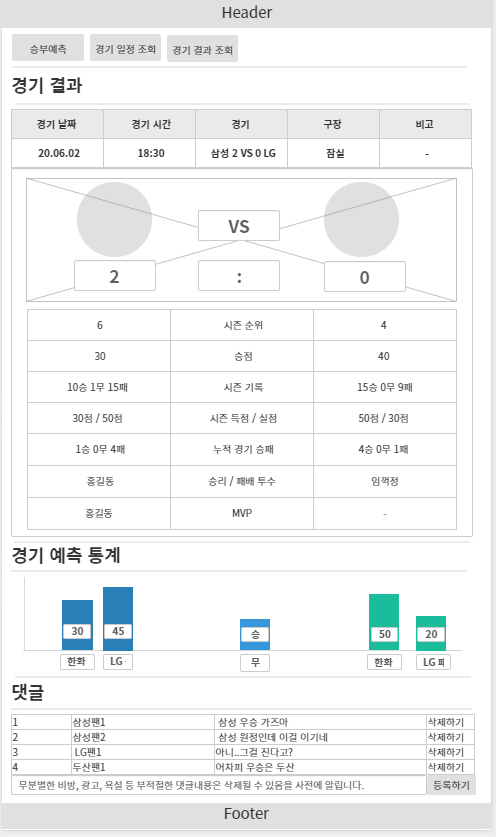 Header
승부예측 경기 일정 조회 경기 결과 조회
경기 결과
경기 날짜 경기 시간 경기 구장 비고
20.06.02 18:30 삼성 2 VS 0 LG 잠실 -
VS
2 : 0
6 시즌 순위 4
30 승점 40
10승 1무 15패 시즌 기록 15승 0무 9패
30점 / 50점 시즌 득점 / 실점 50점 / 30점
1승 0무 4패 누적 경기 승패 4승 0무 1패
홍길동 승리 / 패배 투수 임꺽정
홍길동 MVP -
경기 예측 통계
30 45 승 50 20
한화 LG 무 한화 LG 피
댓글
1 삼성팬1 삼성 우승 가즈아 삭제하기
2 삼성팬2 삼성 원정인데 이걸 이기네 삭제하기
3 LG팬1 아니..그걸 진다고? 삭제하기
4 두산팬1 어차피 우승은 두산 삭제하기
무분별한 비방, 광고, 욕설 등 부적절한 댓글내용은 삭제될 수 있음을 사전에 알립니다. 등록하기
Footer